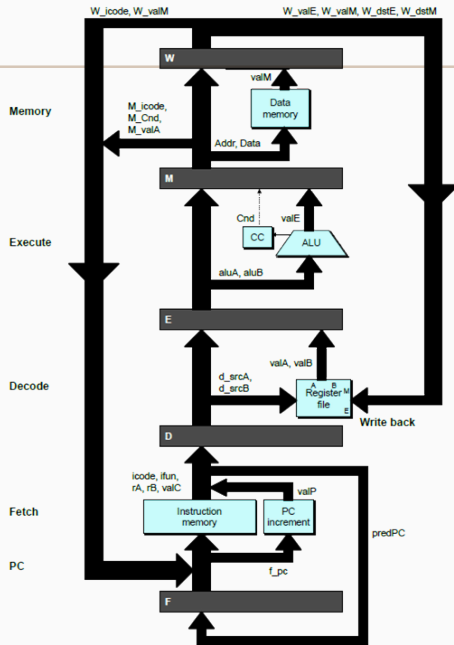 W_icode, W_valM
W_valE, W_valM, W_dstE, W_dstM
W
valM
Memory
M_icode,
M_Cnd,
M_valA
Data
memory
Addr, Data
M
Cnd
valE
Execute
CC
ALU
aluA, aluB
E
valA, valB
Decode
d_srcA,
d_srcB
A B
M
Register
file
E
Write back
D
icode, ifun,
rA, rB, valC
valP
Fetch
Instruction
memory
PC
increment
predPC
PC
f_pc
F